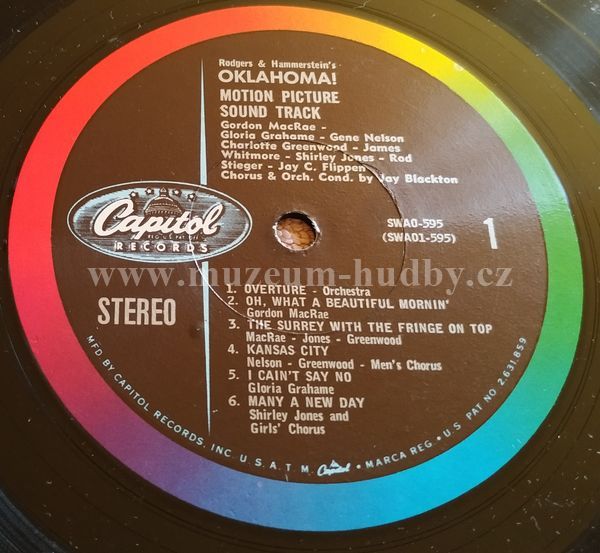 Rodgers & Hammerstein's
OKLAHOMA!
MOTION PICTURE
SOUND TRACK
Gordon MacRae -
Gloria Grahame - Gene Nelson
Charlotte Greenwood - James
Whitmore - Shirley Jones - Rod
Stieger - Jay C. Flippen
Chorus & Orch. Cond. by Jay Blackton
Capitol
REG. U.S. PAT. OFF.
RECORDS
STEREO
SWAO-595
(SWAO1-595)
1
www.muzeum-hudby.cz
1. OVERTURE - Orchestra
2. OH, WHAT A BEAUTIFUL MORNIN'
Gordon MacRae
3. THE SURREY WITH THE FRINGE ON TOP
MacRae - Jones - Greenwood
4. KANSAS CITY
Nelson - Greenwood - Men's Chorus
5. I CAIN'T SAY NO
Gloria Grahame
6. MANY A NEW DAY
Shirley Jones and
Girls' Chorus
MFD BY CAPITOL RECORDS, INC. U.S.A. T.M. Capitol • MARCA REG. • U.S. PAT. NO. 2,631,859